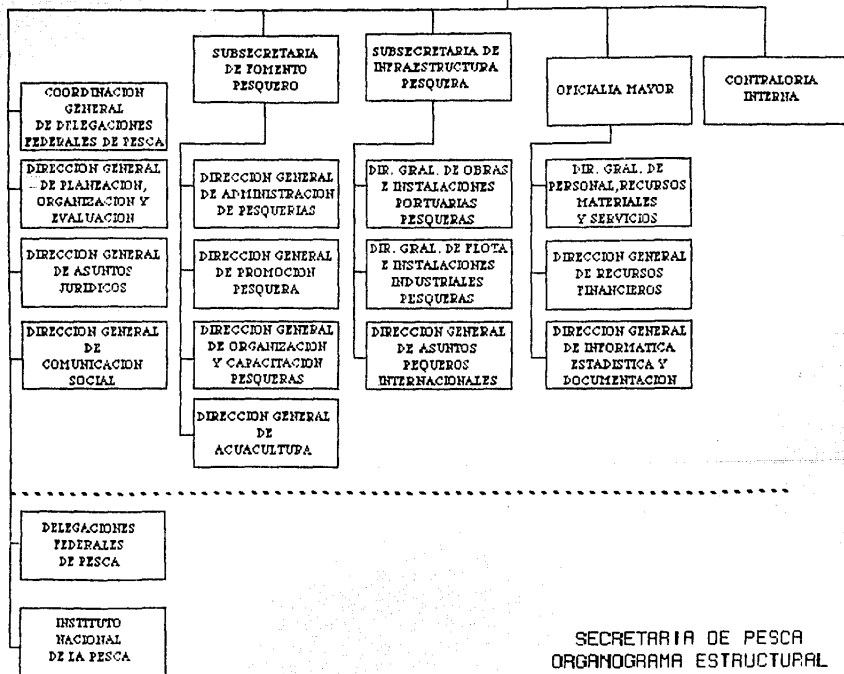 SUBSECRETARIA
DE FOMENTO
PESQUERO
SUBSECRETARIA DE
INFRAESTRUCTURA
PESQUERA
OFICIALIA MAYOR
CONTRALORIA
INTERNA
COORDINACION
GENERAL
DE DELEGACIONES
FEDERALES DE PESCA
DIRECCION GENERAL
DE PLANEACION,
ORGANIZACION Y
EVALUACION
DIRECCION GENERAL
DE ASUNTOS
JURIDICOS
DIRECCION GENERAL
DE
COMUNICACION
SOCIAL
DIRECCION GENERAL
DE ADMINISTRACION
DE PESQUERIAS
DIRECCION GENERAL
DE PROMOCION
PESQUERA
DIRECCION GENERAL
DE ORGANIZACION
Y CAPACITACION
PESQUERAS
DIRECCION GENERAL
DE
ACUACULTURA
DIR. GRAL. DE OBRAS
E INSTALACIONES
PORTUARIAS
PESQUERAS
DIR. GRAL. DE FLOTA
E INSTALACIONES
INDUSTRIALES
PESQUERAS
DIRECCION GENERAL
DE ASUNTOS
PEQUEROS
INTERNACIONALES
DIR. GRAL. DE
PERSONAL, RECURSOS
MATERIALES
Y SERVICIOS
DIRECCION GENERAL
DE RECURSOS
FINANCIEROS
DIRECCION GENERAL
DE INFORMATICA
ESTADISTICA Y
DOCUMENTACION
DELEGACIONES
FEDERALES
DE PESCA
INSTITUTO
NACIONAL
DE LA PESCA
SECRETARIA DE PESCA
ORGANOGRAMA ESTRUCTURAL